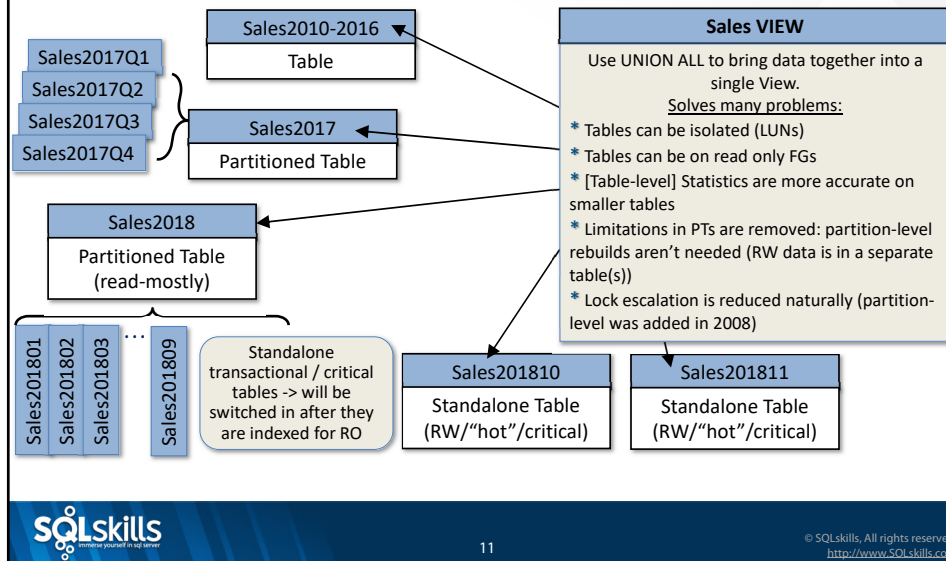 Sales2010-2016
Table
Sales2017Q1
Sales2017Q2
Sales2017Q3
Sales2017Q4
Sales2017
Partitioned Table
Sales2018
Partitioned Table
(read-mostly)
Sales201801
Sales201802
Sales201803
...
Sales201809
Standalone
transactional / critical
tables -> will be
switched in after they
are indexed for RO
Sales VIEW
Use UNION ALL to bring data together into a
single View.
Solves many problems:
* Tables can be isolated (LUNs)
* Tables can be on read only FGs
* [Table-level] Statistics are more accurate on
smaller tables
* Limitations in PTs are removed: partition-level
rebuilds aren't needed (RW data is in a separate
table(s))
* Lock escalation is reduced naturally (partition-
level was added in 2008)
Sales201810
Standalone Table
(RW/"hot"/critical)
Sales201811
Standalone Table
(RW/"hot"/critical)
SQLskills
immerse yourself in sql server
11
© SQLskills, All rights reserve
http://www.SQLskills.co